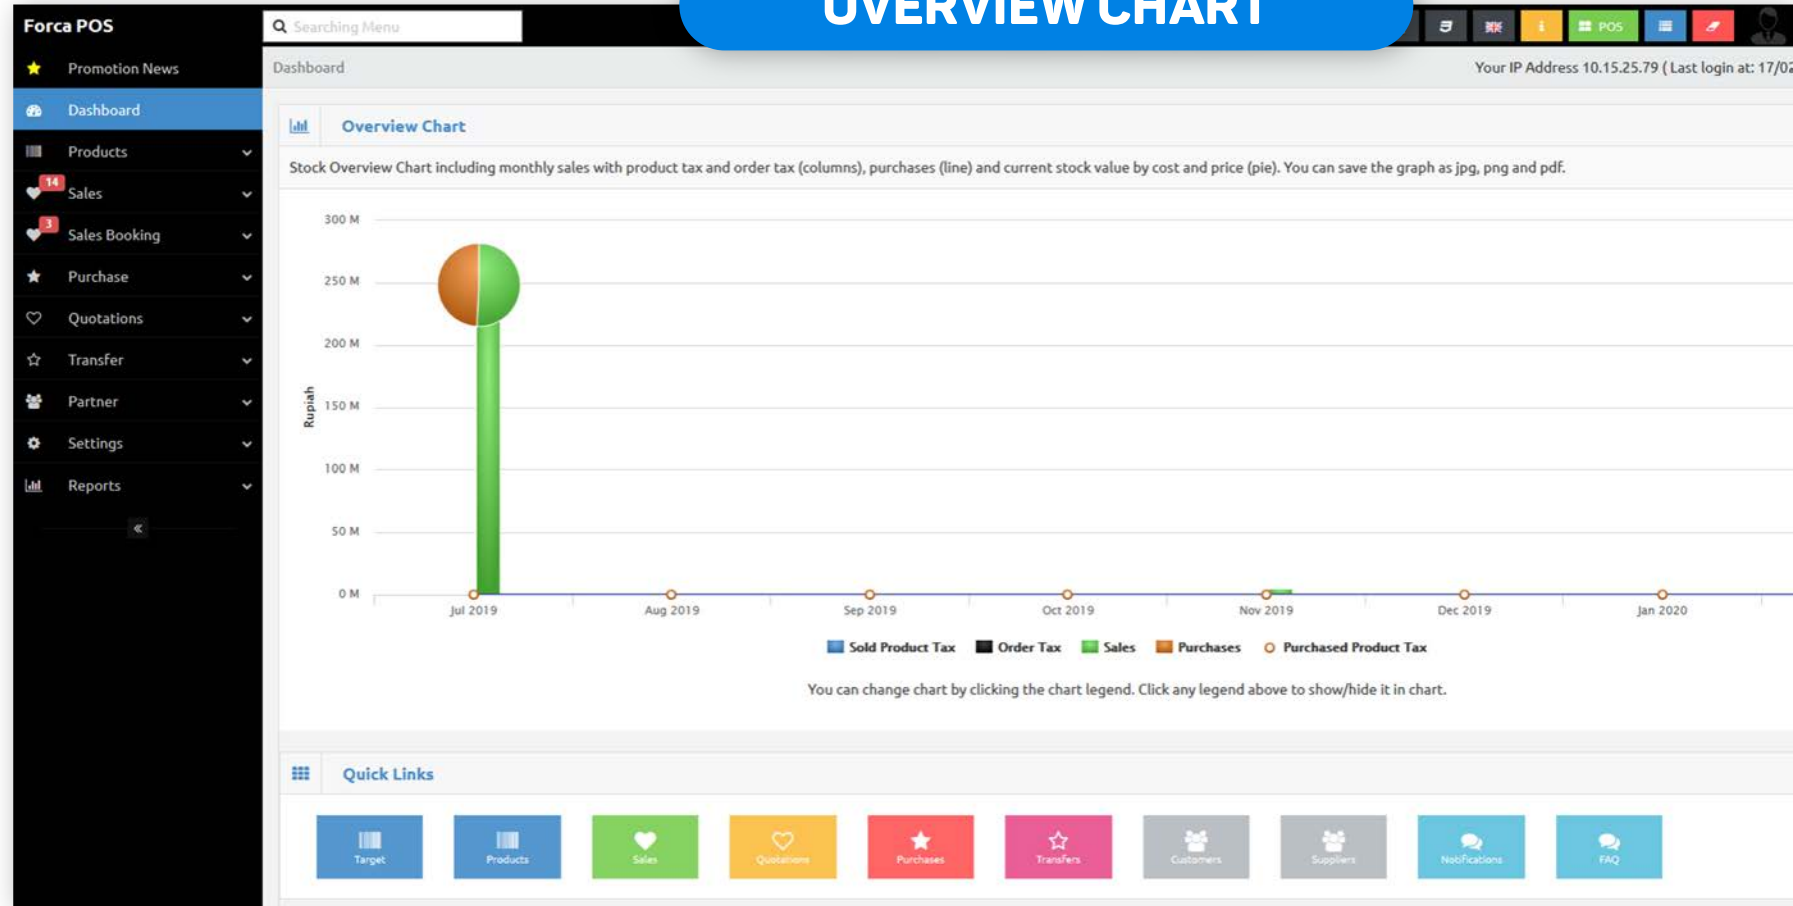 OVERVIEW CHART
Forca POS
Searching Menu
POS
Promotion News
Dashboard
Products
14
Sales
3
Sales Booking
Purchase
Quotations
Transfer
Partner
Settings
Reports
Dashboard
Your IP Address 10.15.25.79 ( Last login at: 17/02
Overview Chart
Stock Overview Chart including monthly sales with product tax and order tax (columns), purchases (line) and current stock value by cost and price (pie). You can save the graph as jpg, png and pdf.
300 M
250 M
200 M
150 M
100 M
50 M
0 M
Rupiah
Jul 2019 Aug 2019 Sep 2019 Oct 2019 Nov 2019 Dec 2019 Jan 2020
Sold Product Tax Order Tax Sales Purchases Purchased Product Tax
You can change chart by clicking the chart legend. Click any legend above to show/hide it in chart.
Quick Links
Target Products Sales Quotations Purchases Transfers Customers Suppliers Notifications FAQ